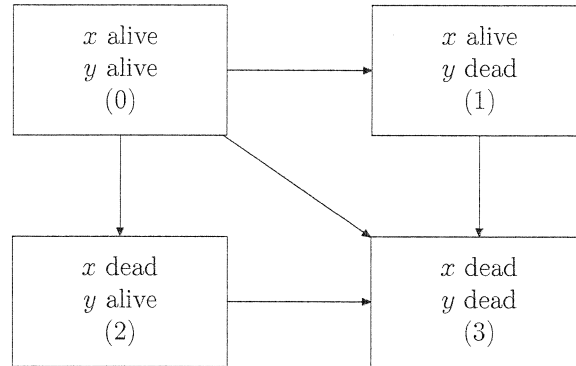 x alive
y alive
(0)
x alive
y dead
(1)
x dead
y alive
(2)
x dead
y dead
(3)